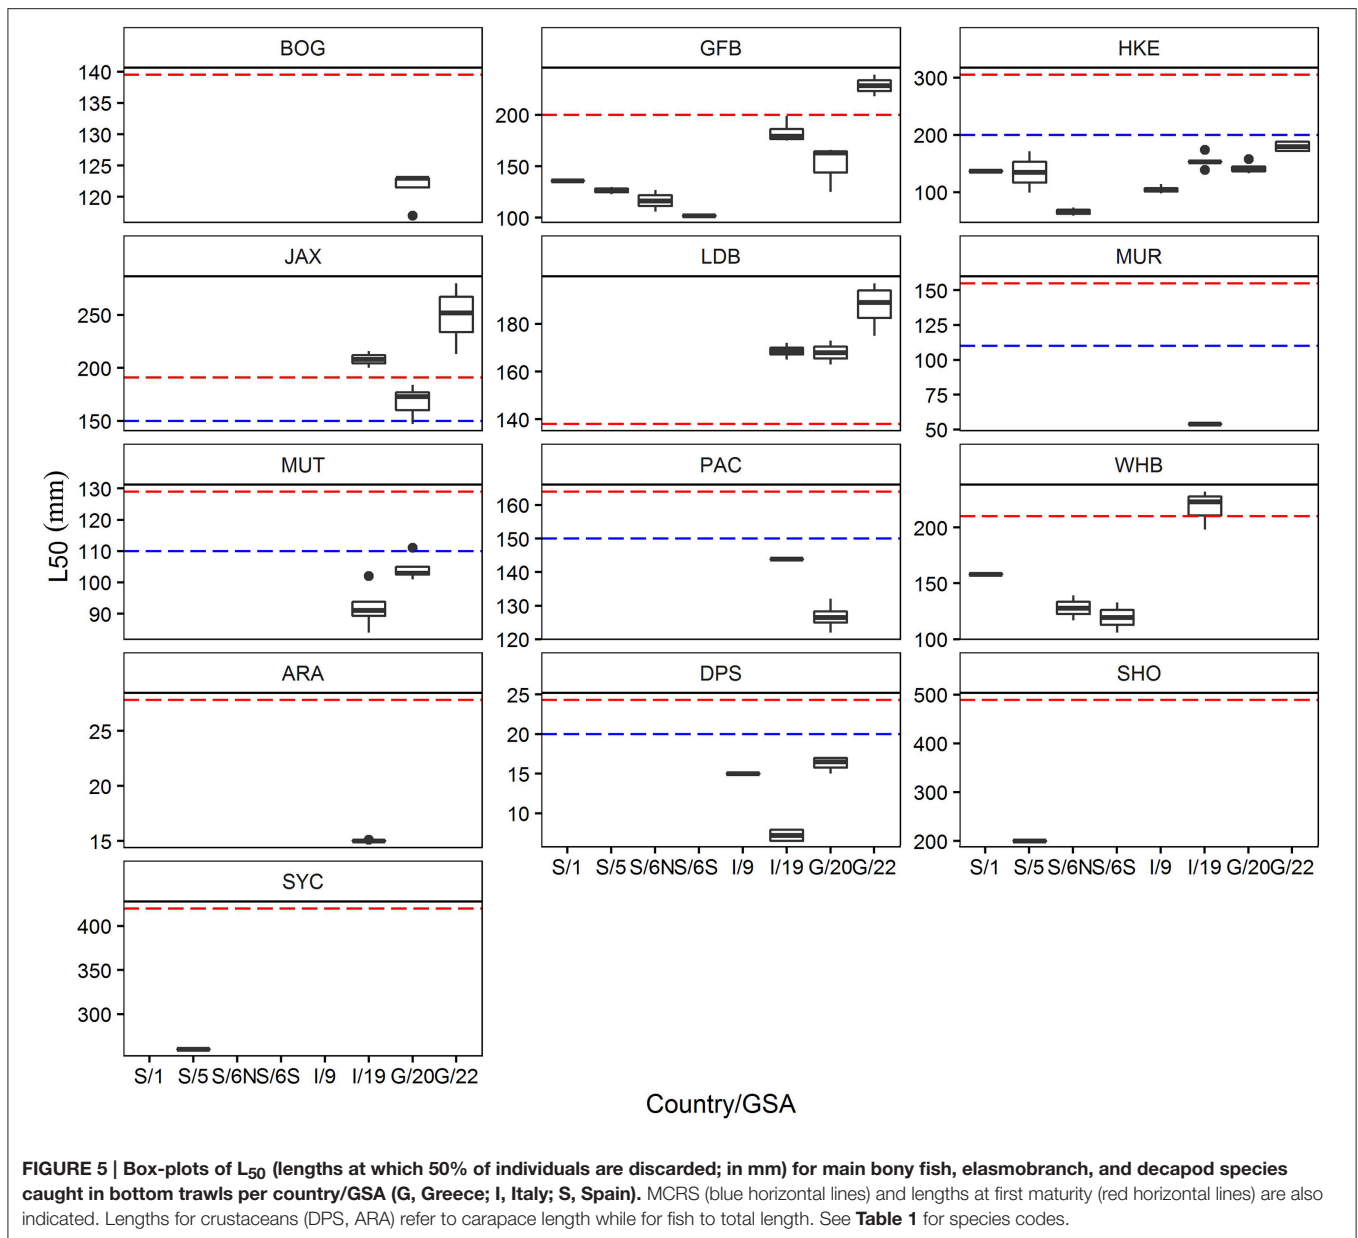 BOG
GFB
HKE
140
135
130
125
120
200
150
100
300
200
100
JAX
LDB
MUR
250
200
150
180
160
140
150
125
100
75
50
MUT
PAC
WHB
130
120
110
100
90
160
150
140
130
120
200
150
100
L50 (mm)
ARA
DPS
SHO
25
20
15
25
20
15
10
500
400
300
200
S/1 S/5 S/6N S/6S I/9 I/19 G/20 G/22
S/1 S/5 S/6N S/6S I/9 I/19 G/20 G/22
SYC
400
350
300
S/1 S/5 S/6N S/6S I/9 I/19 G/20 G/22
Country/GSA
FIGURE 5 | Box-plots of L50 (lengths at which 50% of individuals are discarded; in mm) for main bony fish, elasmobranch, and decapod species
caught in bottom trawls per country/GSA (G, Greece; I, Italy; S, Spain). MCRS (blue horizontal lines) and lengths at first maturity (red horizontal lines) are also
indicated. Lengths for crustaceans (DPS, ARA) refer to carapace length while for fish to total length. See Table 1 for species codes.